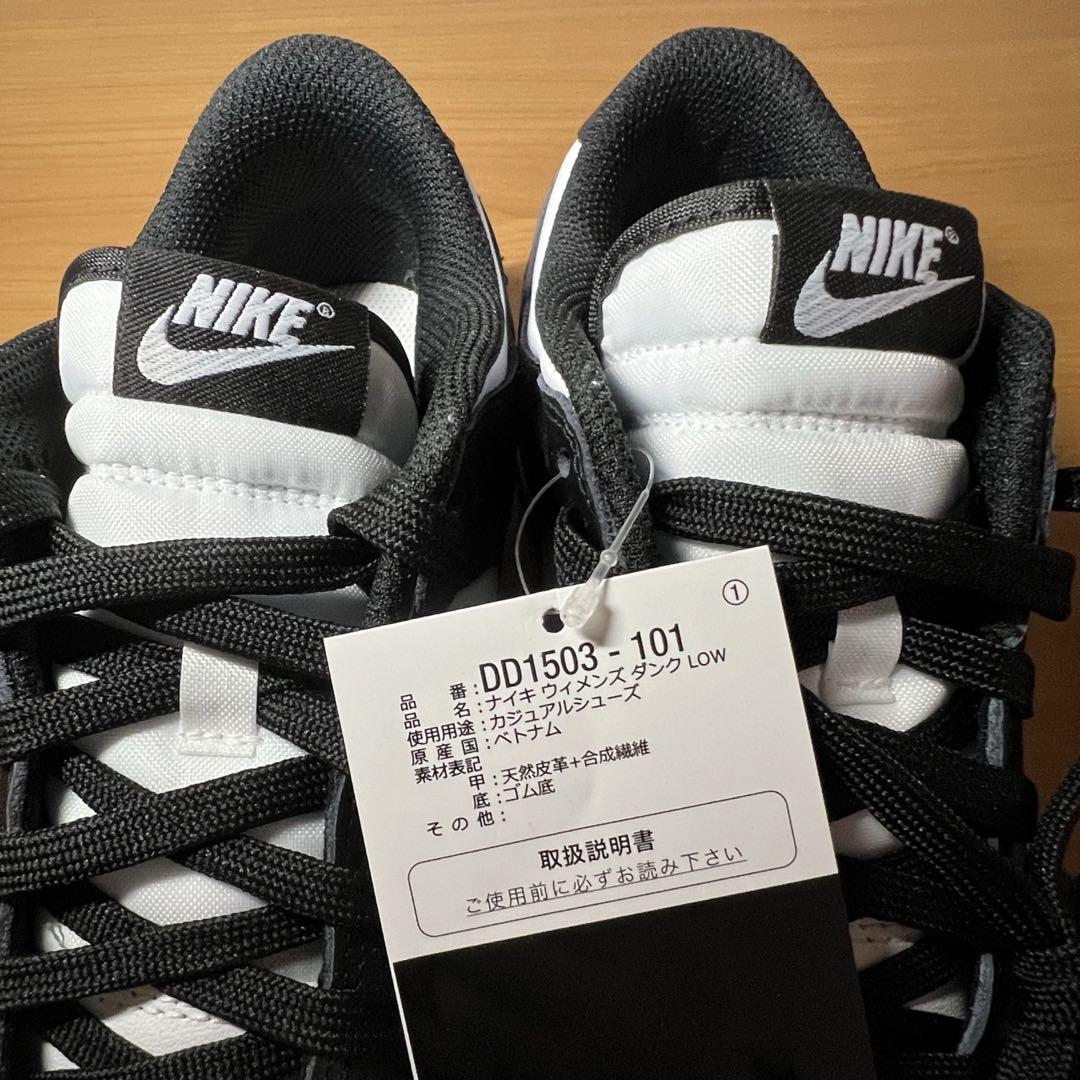 NIKE®
NIKE®
①
品番:DD1503-101
品名:ナイキ ウィメンズ ダンク LOW
使用用途:カジュアルシューズ
原産国:ベトナム
素材表記
甲:天然皮革+合成繊維
底:ゴム底
その他:
取扱説明書
ご使用前に必ずお読み下さい